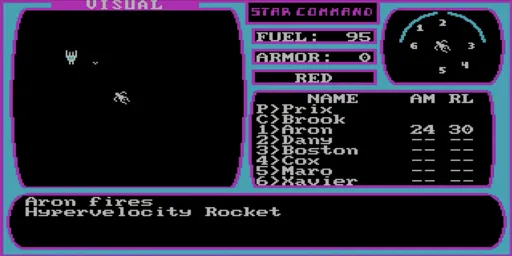 VISUAL
STAR COMMAND
FUEL: 95
ARMOR: 0
RED
1 2
6 3
5 4
NAME AM RL
P>Prix
C>Brook
1>Aron 24 30
2>Dany -- --
3>Boston -- --
4>Cox -- --
5>Maro -- --
6>Xavier -- --
Aron fires
Hypervelocity Rocket